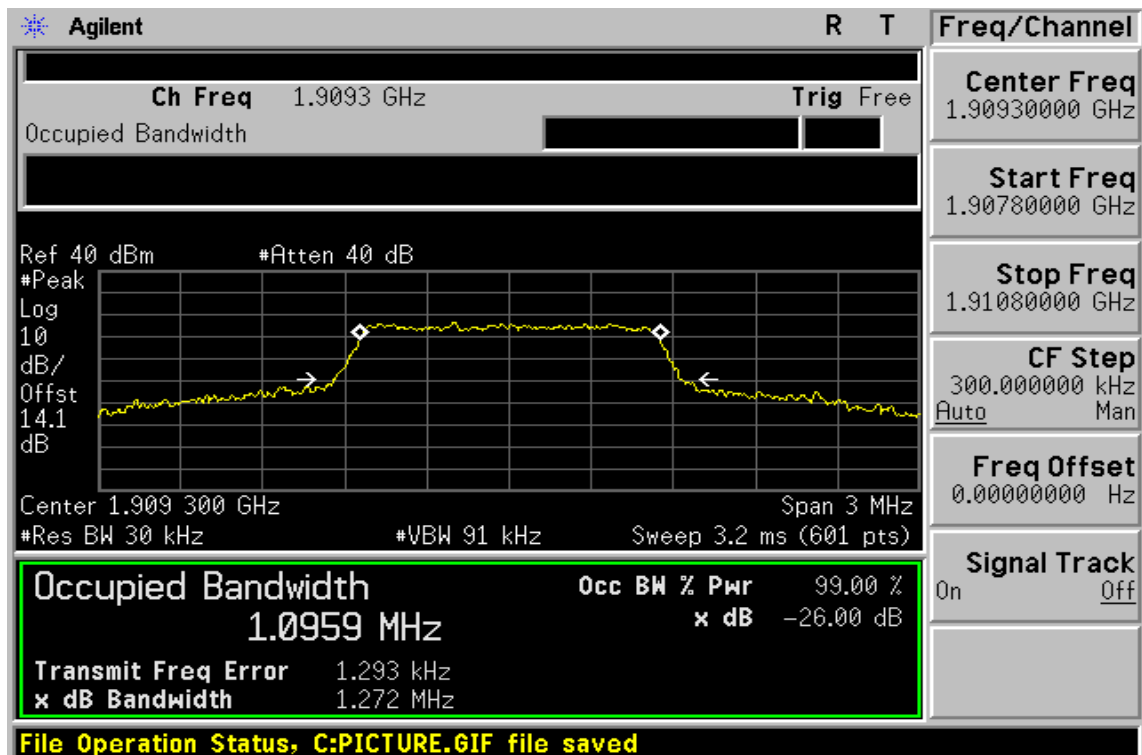 Agilent R T Freq/Channel
Ch Freq 1.9093 GHz Trig Free
Occupied Bandwidth
Center Freq
1.90930000 GHz
Start Freq
1.90780000 GHz
Stop Freq
1.91080000 GHz
CF Step
300.000000 kHz
Auto Man
Freq Offset
0.00000000 Hz
Signal Track
On Off
Ref 40 dBm #Atten 40 dB
#Peak
Log
10
dB/
Offst
14.1
dB
Center 1.909 300 GHz Span 3 MHz
#Res BW 30 kHz #VBW 91 kHz Sweep 3.2 ms (601 pts)
Occupied Bandwidth
1.0959 MHz
Occ BW % Pwr 99.00 %
x dB -26.00 dB
Transmit Freq Error 1.293 kHz
x dB Bandwidth 1.272 MHz
File Operation Status, C:PICTURE.GIF file saved